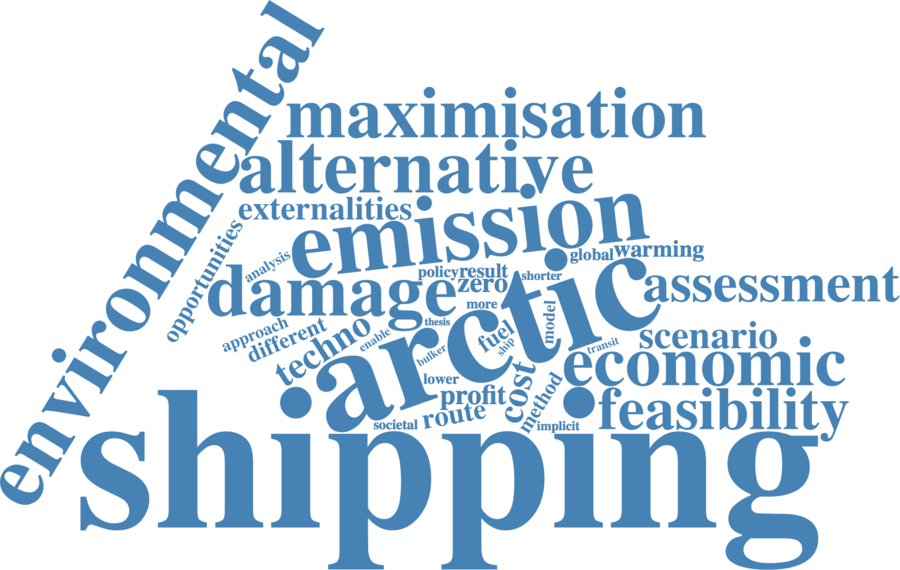 environmental
maximisation
alternative
externalities
emission
opportunities
analysis
damage
policy
result
zero
shorter
global
warming
assessment
more
arctic
approach
different
techno
enable
thesis
bulker
fuel
ship
model
transit
scenario
economic
lower
profit
cost
method
feasibility
societal
route
implicit
shipping